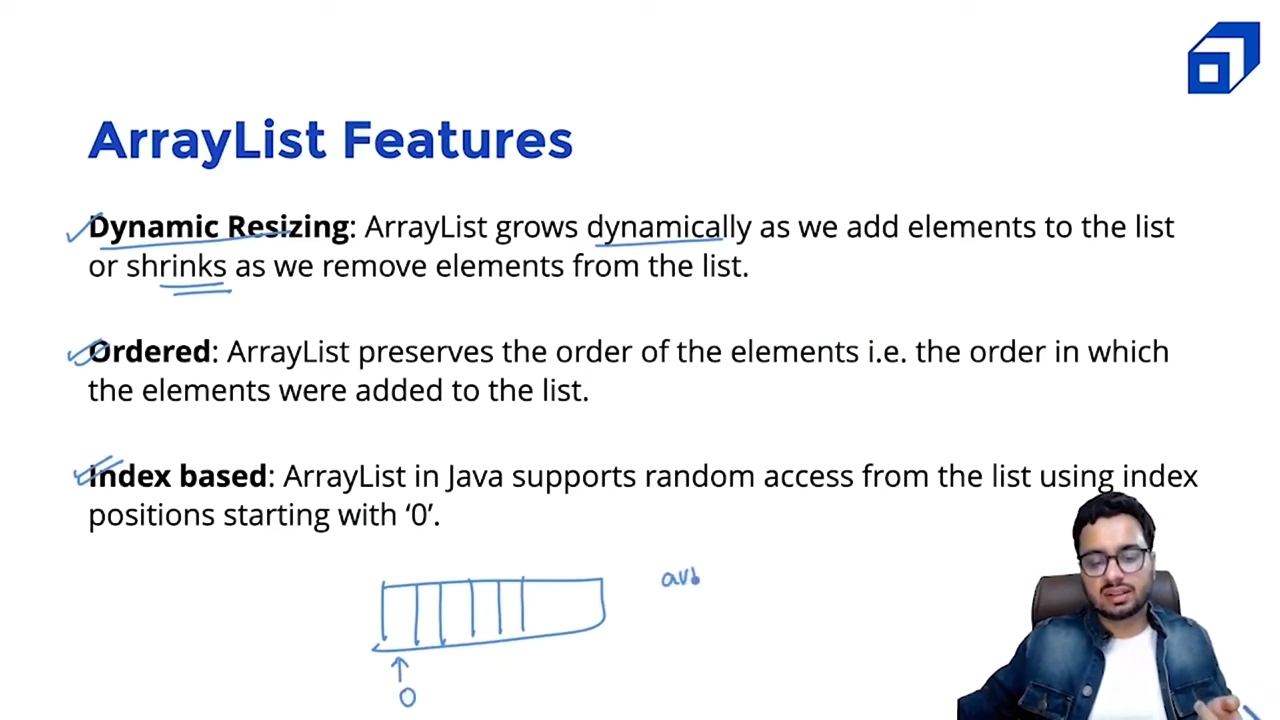 ArrayList Features
Dynamic Resizing: ArrayList grows dynamically as we add elements to the list
or shrinks as we remove elements from the list.
Ordered: ArrayList preserves the order of the elements i.e. the order in which
the elements were added to the list.
Index based: ArrayList in Java supports random access from the list using index
positions starting with ‘0’.
0